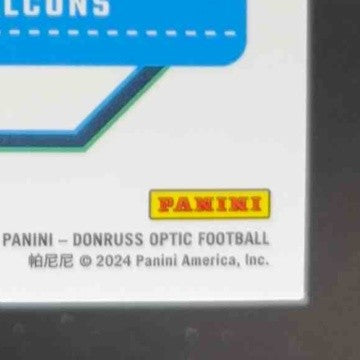 LCONS
PANINI
PANINI – DONRUSS OPTIC FOOTBALL
帕尼尼 © 2024 Panini America, Inc.